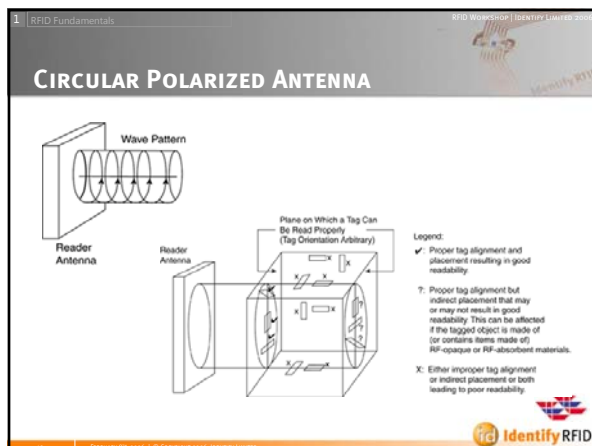 1 RFID Fundamentals
RFID WORKSHOP | IDENTIFY LIMITED 2006
CIRCULAR POLARIZED ANTENNA
Wave Pattern
Reader
Antenna
Plane on Which a Tag Can
Be Read Properly
(Tag Orientation Arbitrary)
Reader
Antenna
Legend:
✔: Proper tag alignment and
placement resulting in good
readability.
?: Proper tag alignment but
indirect placement that may
or may not result in good
readability. This can be affected
if the tagged object is made of
(or contains items made of)
RF-opaque or RF-absorbent materials.
X: Either improper tag alignment
or indirect placement or both
leading to poor readability.
id Identify RFID